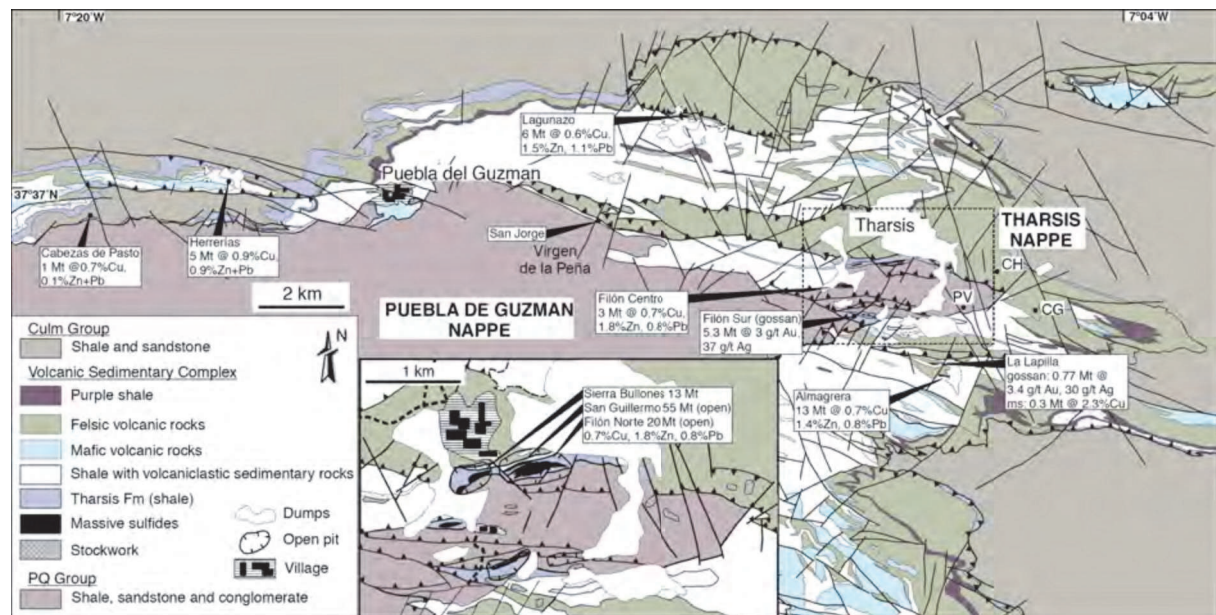 7º20´W
7º04´W
Lagunazo
6 Mt @ 0.6%Cu,
1.5%Zn, 1.1%Pb
Puebla del Guzman
37º37´N
Tharsis
THARSIS
NAPPE
San Jorge
Virgen
de la Peña
CH
Cabezas de Pasto
1 Mt @0.7%Cu,
0.1%Zn+Pb
Herrerías
5 Mt @ 0.9%Cu,
0.9%Zn+Pb
2 km
PUEBLA DE GUZMAN
NAPPE
Filón Centro
3 Mt @ 0.7%Cu,
1.8%Zn, 0.8%Pb
PV
CG
Filón Sur (gossan)
5.3 Mt @ 3 g/t Au,
37 g/t Ag
La Lapilla
gossan: 0.77 Mt @
3.4 g/t Au, 30 g/t Ag
ms: 0.3 Mt @ 2.3%Cu
Almagrera
13 Mt @ 0.7%Cu
1.4%Zn, 0.8%Pb
N
Culm Group
Shale and sandstone
Volcanic Sedimentary Complex
Purple shale
Felsic volcanic rocks
Mafic volcanic rocks
Shale with volcaniclastic sedimentary rocks
Tharsis Fm (shale)
Massive sulfides
Stockwork
Dumps
Open pit
Village
PQ Group
Shale, sandstone and conglomerate
1 km
Sierra Bullones 13 Mt
San Guillermo 55 Mt (open)
Filón Norte 20 Mt (open)
0.7%Cu, 1.8%Zn, 0.8%Pb